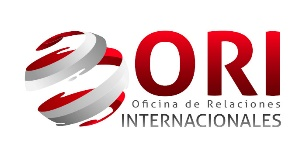 ORI
Oficina de Relaciones
INTERNACIONALES